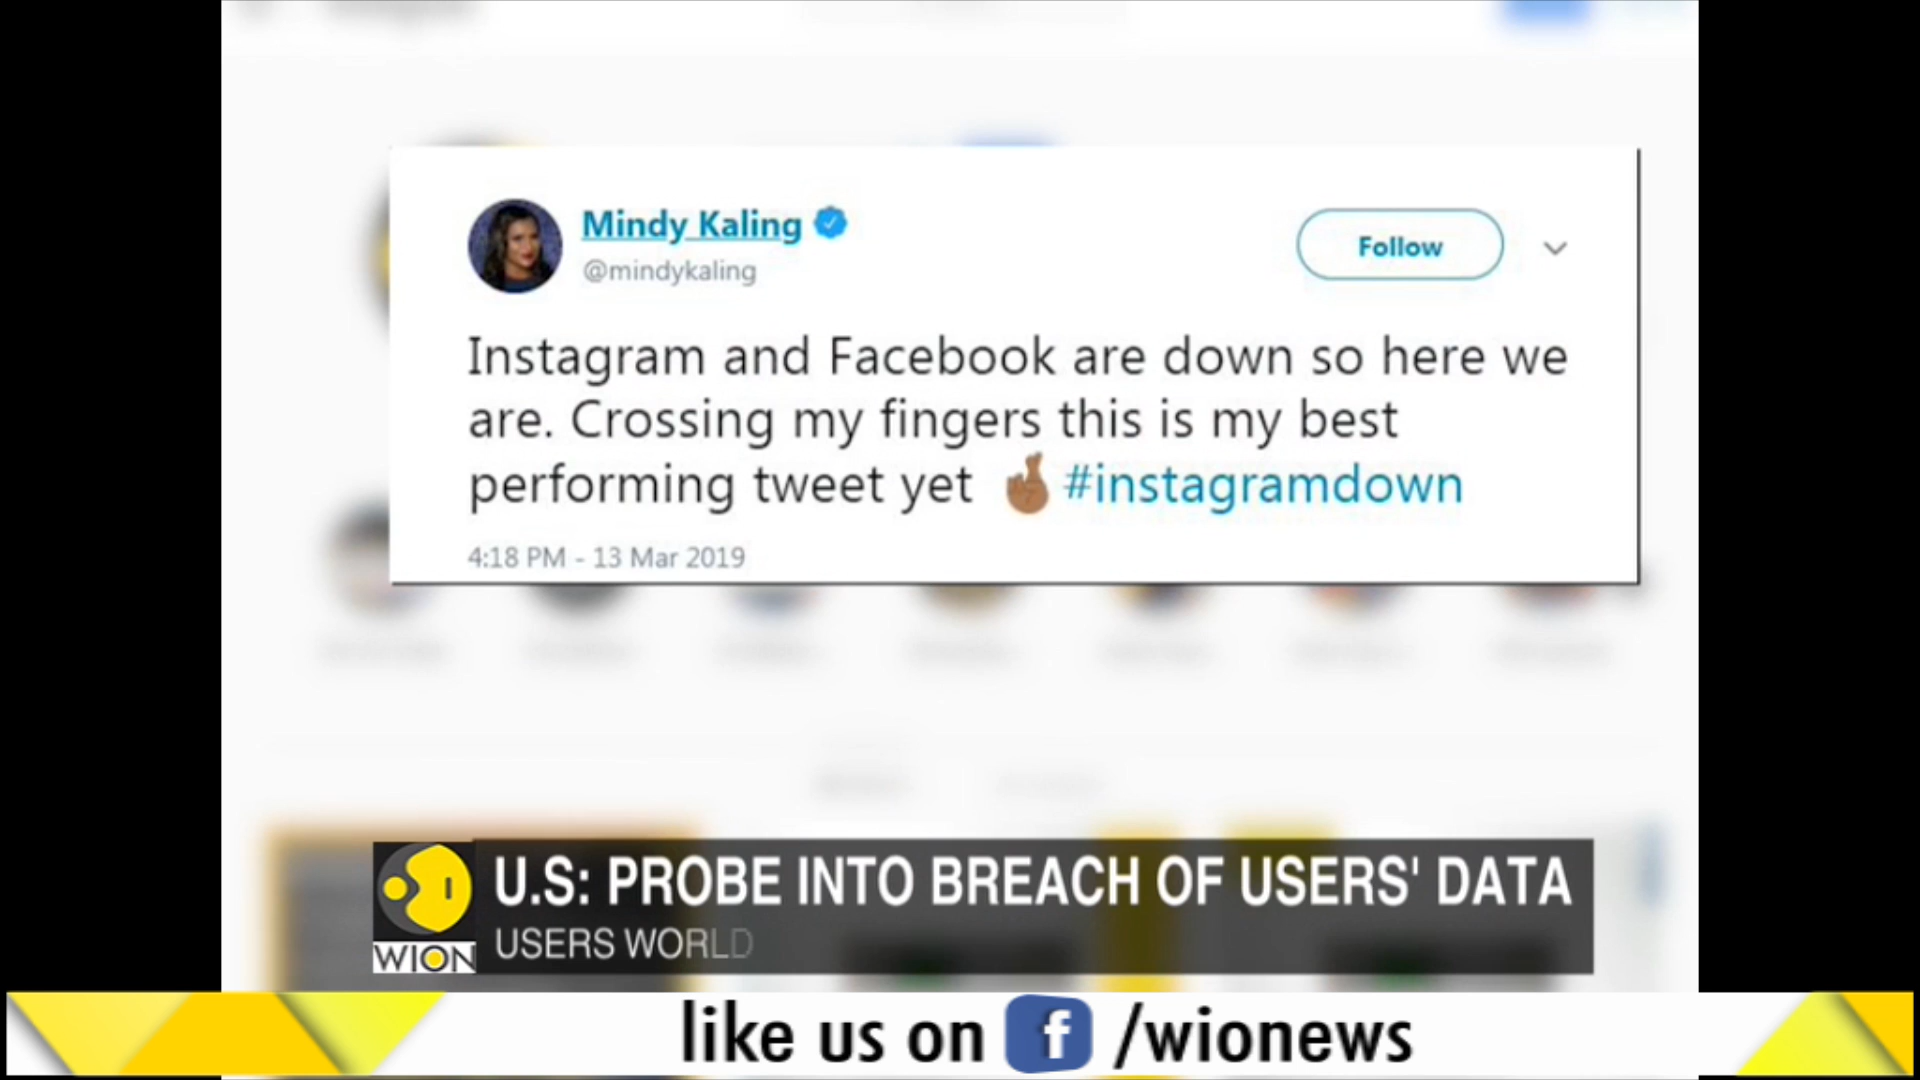 Mindy Kaling
@mindykaling
Follow
Instagram and Facebook are down so here we
are. Crossing my fingers this is my best
performing tweet yet 🤞🏾 #instagramdown
4:18 PM - 13 Mar 2019
U.S: PROBE INTO BREACH OF USERS' DATA
USERS WORLD
WION
like us on f /wionews